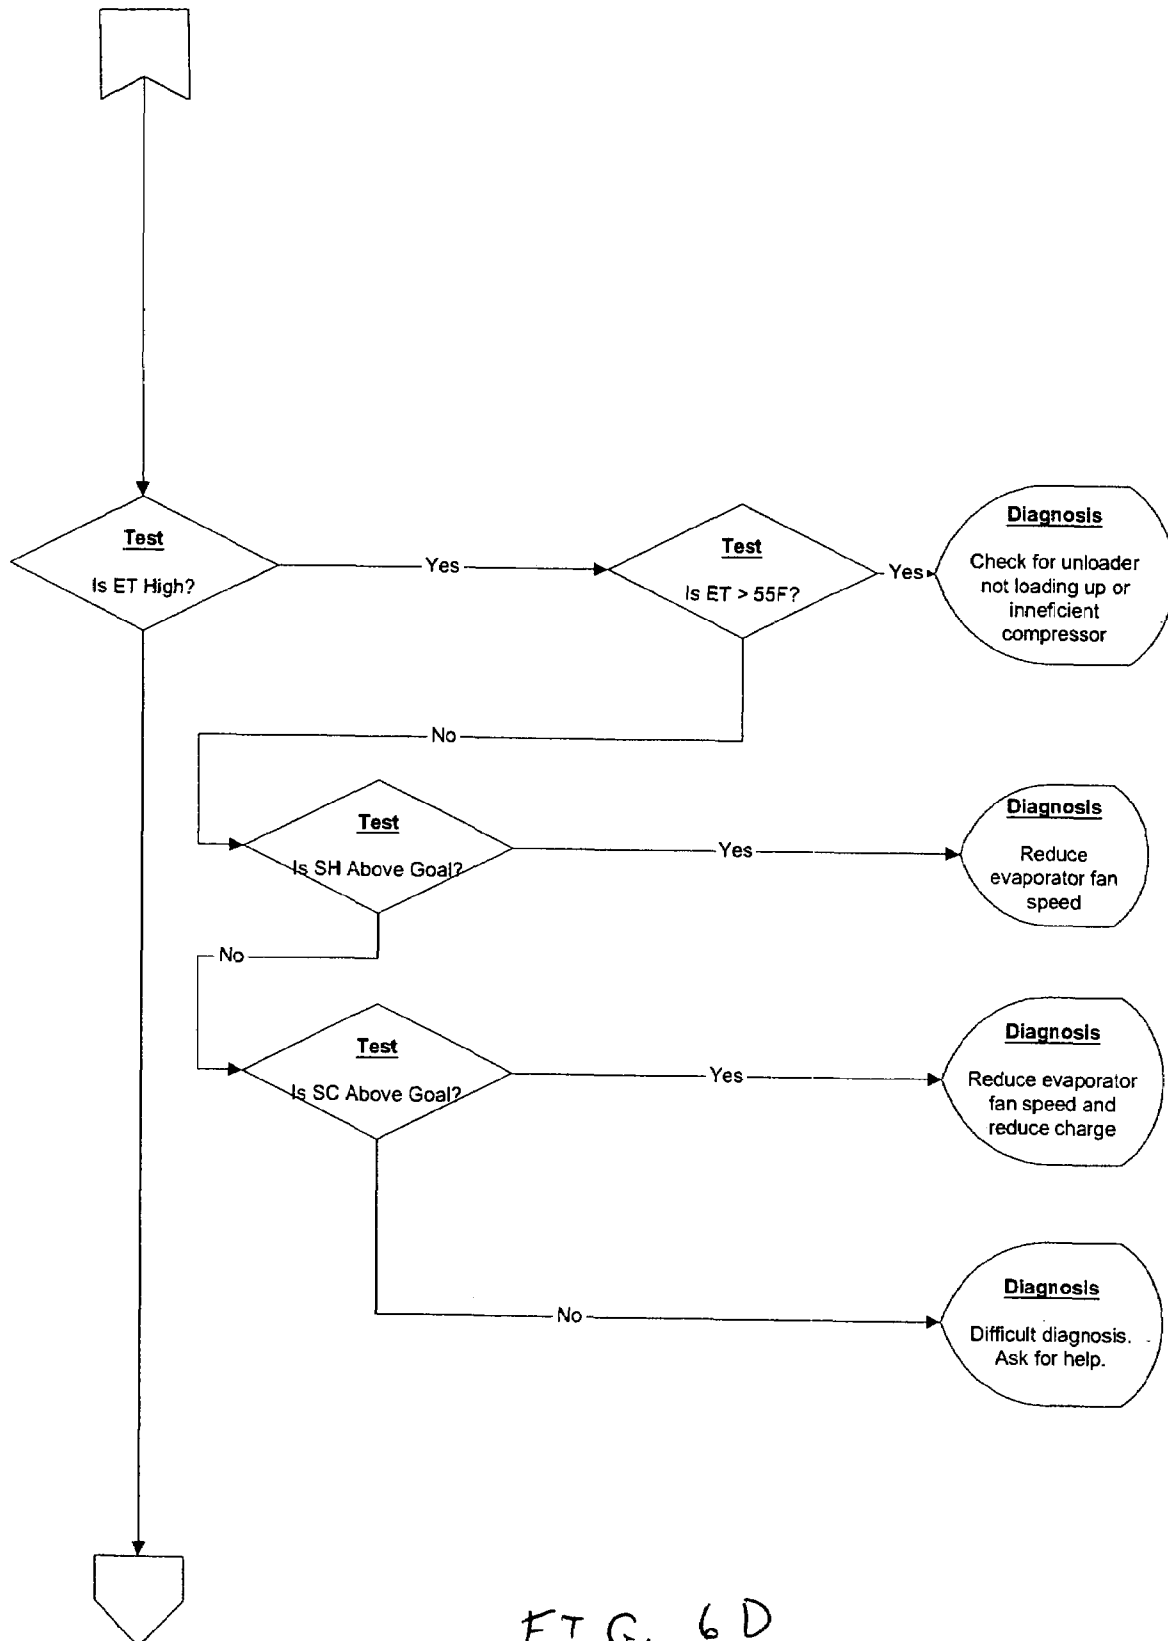 Test
Is ET High?
Yes
Test
Is ET > 55F?
Yes
Diagnosis
Check for unloader
not loading up or
inneficient
compressor
No
Test
Is SH Above Goal?
Yes
Diagnosis
Reduce
evaporator fan
speed
No
Test
Is SC Above Goal?
Yes
Diagnosis
Reduce evaporator
fan speed and
reduce charge
No
Diagnosis
Difficult diagnosis.
Ask for help.
FIG. 6D